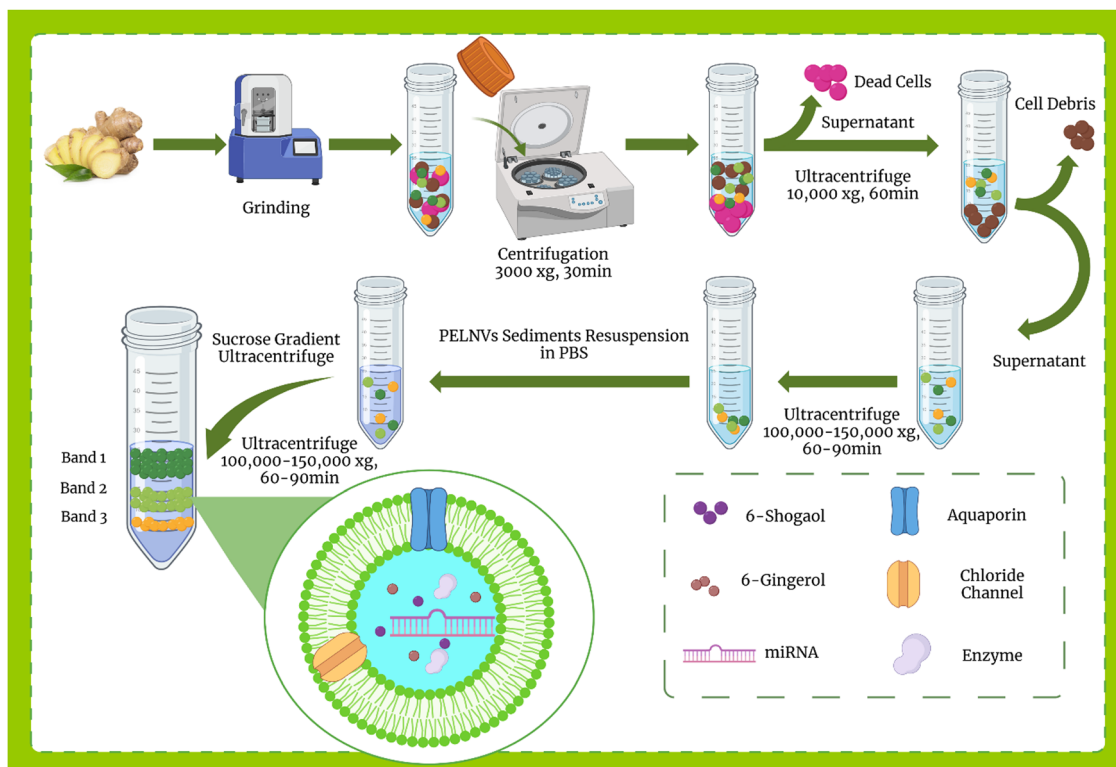 Grinding
Centrifugation
3000 xg, 30min
Dead Cells
Supernatant
Ultracentrifuge
10,000 xg, 60min
Cell Debris
Supernatant
Ultracentrifuge
100,000-150,000 xg,
60-90min
PELNVs Sediments Resuspension
in PBS
Sucrose Gradient
Ultracentrifuge
Ultracentrifuge
100,000-150,000 xg,
60-90min
Band 1
Band 2
Band 3
6-Shogaol
Aquaporin
6-Gingerol
Chloride
Channel
miRNA
Enzyme